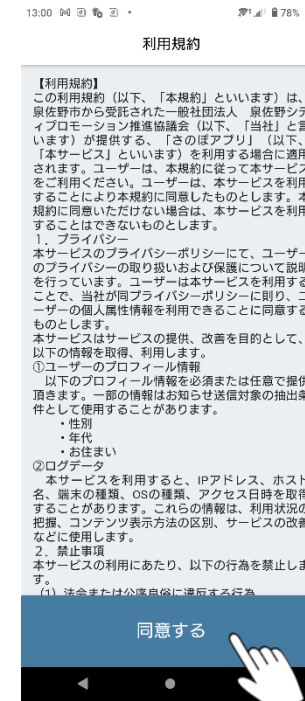 13:00
78%
利用規約
【利用規約】
この利用規約（以下、「本規約」といいます）は、
泉佐野市から受託された一般社団法人　泉佐野シテ
ィプロモーション推進協議会（以下、「当社」と言
います）が提供する、「さのぽアプリ」（以下、
「本サービス」といいます）を利用する場合に適用
されます。ユーザーは、本規約に従って本サービス
をご利用ください。ユーザーは、本サービスを利用
することにより本規約に同意したものとします。本
規約に同意いただけない場合は、本サービスを利用
することはできないものとします。
１．プライバシー
本サービスのプライバシーポリシーにて、ユーザー
のプライバシーの取り扱いおよび保護について説明
を行っています。ユーザーは本サービスを利用する
ことで、当社が同プライバシーポリシーに則り、ユ
ーザーの個人属性情報を利用できることに同意する
ものとします。
本サービスはサービスの提供、改善を目的として、
以下の情報を取得、利用します。
①ユーザーのプロフィール情報
以下のプロフィール情報を必須または任意で提供
頂きます。一部の情報はお知らせ送信対象の抽出条
件として使用することがあります。
・性別
・年代
・お住まい
②ログデータ
本サービスを利用すると、IPアドレス、ホスト
名、端末の種類、OSの種類、アクセス日時を取得
することがあります。これらの情報は、利用状況の
把握、コンテンツ表示方法の区別、サービスの改善
などに使用します。
２．禁止事項
本サービスの利用にあたり、以下の行為を禁止しま
す。
(1) 法令または公序良俗に違反する行為
同意する